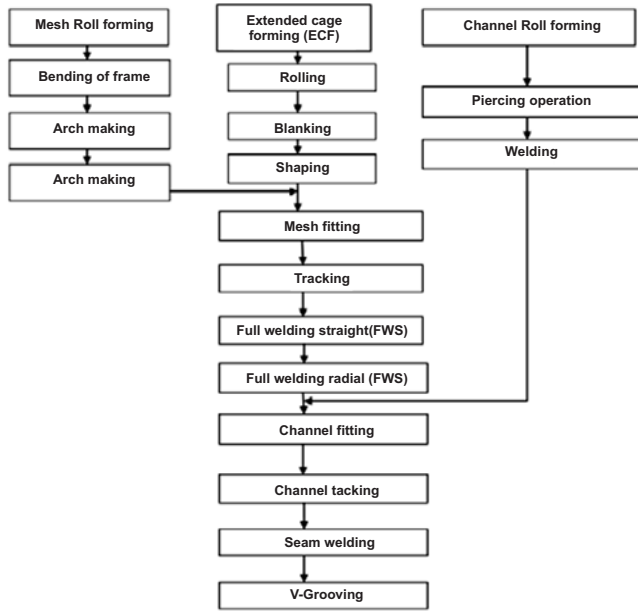 Mesh Roll forming
Bending of frame
Arch making
Arch making
Extended cage
forming (ECF)
Rolling
Blanking
Shaping
Channel Roll forming
Piercing operation
Welding
Mesh fitting
Tracking
Full welding straight(FWS)
Full welding radial (FWS)
Channel fitting
Channel tacking
Seam welding
V-Grooving